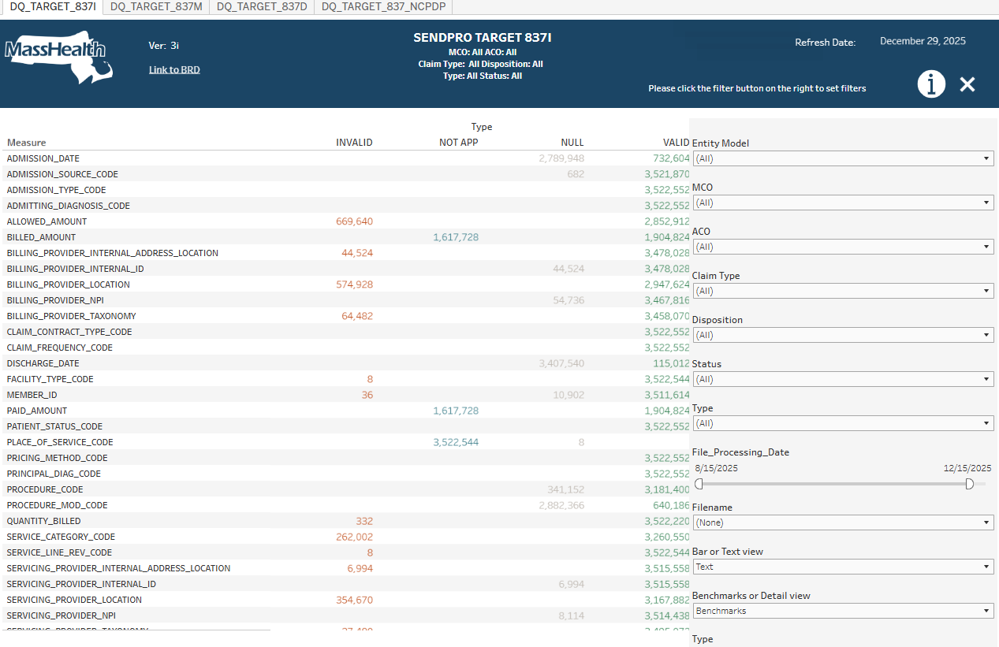 DQ_TARGET_837I DQ_TARGET_837M DQ_TARGET_837D DQ_TARGET_837_NCPDP
MassHealth
Ver: 3i
Link to BRD
SENDPRO TARGET 837I
MCO: All ACO: All
Claim Type: All Disposition: All
Type: All Status: All
Refresh Date: December 29, 2025
Please click the filter button on the right to set filters
Type
Measure INVALID NOT APP NULL VALID
ADMISSION_DATE 2,789,948 732,604
ADMISSION_SOURCE_CODE 682 3,521,870
ADMISSION_TYPE_CODE 3,522,552
ADMITTING_DIAGNOSIS_CODE 3,522,552
ALLOWED_AMOUNT 669,640 2,852,912
BILLED_AMOUNT 1,617,728 1,904,824
BILLING_PROVIDER_INTERNAL_ADDRESS_LOCATION 44,524 3,478,028
BILLING_PROVIDER_INTERNAL_ID 44,524 3,478,028
BILLING_PROVIDER_LOCATION 574,928 2,947,624
BILLING_PROVIDER_NPI 54,736 3,467,816
BILLING_PROVIDER_TAXONOMY 64,482 3,458,070
CLAIM_CONTRACT_TYPE_CODE 3,522,552
CLAIM_FREQUENCY_CODE 3,522,552
DISCHARGE_DATE 3,407,540 115,012
FACILITY_TYPE_CODE 8 3,522,544
MEMBER_ID 36 10,902 3,511,614
PAID_AMOUNT 1,617,728 1,904,824
PATIENT_STATUS_CODE 3,522,552
PLACE_OF_SERVICE_CODE 3,522,544 8
PRICING_METHOD_CODE 3,522,552
PRINCIPAL_DIAG_CODE 3,522,552
PROCEDURE_CODE 341,152 3,181,400
PROCEDURE_MOD_CODE 2,882,366 640,186
QUANTITY_BILLED 332 3,522,220
SERVICE_CATEGORY_CODE 262,002 3,260,550
SERVICE_LINE_REV_CODE 8 3,522,544
SERVICING_PROVIDER_INTERNAL_ADDRESS_LOCATION 6,994 3,515,558
SERVICING_PROVIDER_INTERNAL_ID 6,994 3,515,558
SERVICING_PROVIDER_LOCATION 354,670 3,167,882
SERVICING_PROVIDER_NPI 8,114 3,514,438
SERVICING_PROVIDER_TAXONOMY
Entity Model
(All)
MCO
(All)
ACO
(All)
Claim Type
(All)
Disposition
(All)
Status
(All)
Type
(All)
File_Processing_Date
8/15/2025 12/15/2025
Filename
(None)
Bar or Text view
Text
Benchmarks or Detail view
Benchmarks
Type